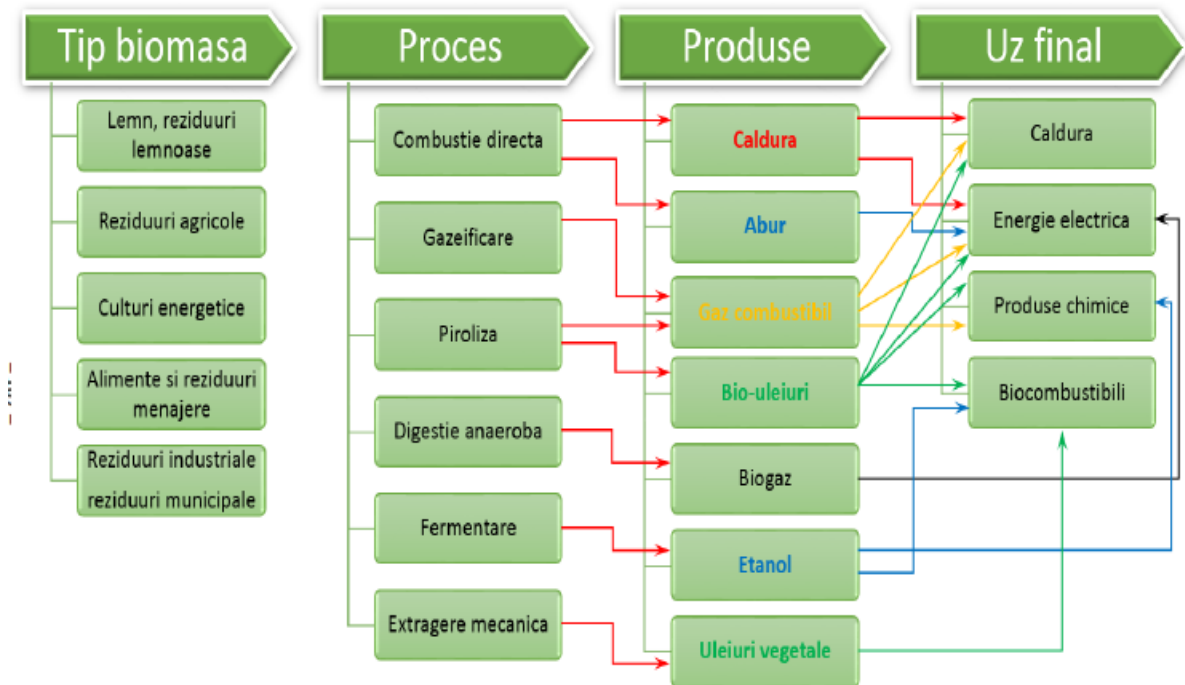 Tip biomasa
Lemn, reziduuri
lemnoase
Reziduuri agricole
Culturi energetice
Alimente si reziduuri
menajere
Reziduuri industriale
reziduuri municipale
Proces
Combustie directa
Gazeificare
Piroliza
Digestie anaeroba
Fermentare
Extragere mecanica
Produse
Caldura
Abur
Gaz combustibil
Bio-uleiuri
Biogaz
Etanol
Uleiuri vegetale
Uz final
Caldura
Energie electrica
Produse chimice
Biocombustibili